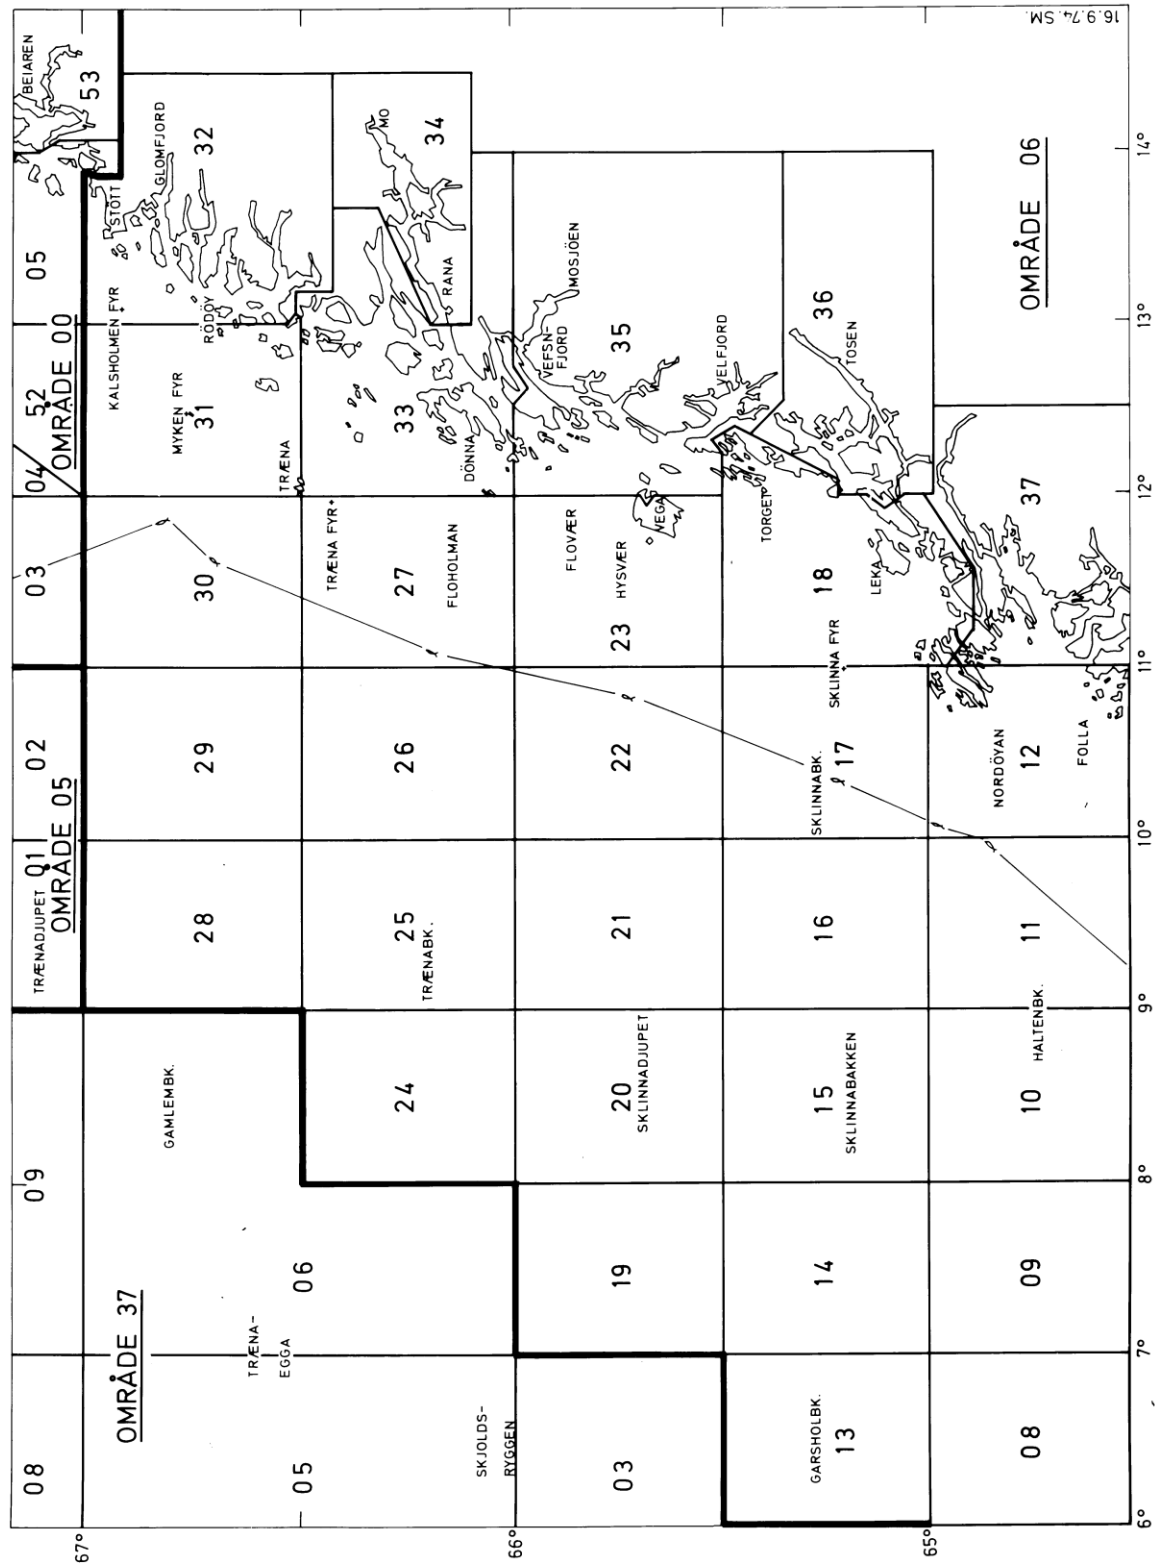 16.9.74. SM.
08
09
TRÆNADJUPET
01
02
03
04
52
05
BEIAREN
53
OMRÅDE 05
OMRÅDE 00
OMRÅDE 37
GAMLEMBK.
28
29
30
MYKEN FYR
31
KALSHOLMEN FYR
RÖDÖY
STÖTT
GLOMFJORD
32
TRÆNA
TRÆNA-
EGGA
05
06
24
25
TRÆNABK.
26
27
TRÆNA FYR
FLOHOLMAN
33
DÖNNA
RANA
MO
34
SKJOLDS-
RYGGEN
03
19
20
SKLINNADJUPET
21
22
23
HYSVÆR
FLOVÆR
VEGA
VEFSN-
FJORD
MOSJÖEN
35
VELFJORD
GARSHOLBK.
13
14
15
SKLINNABAKKEN
16
SKLINNABK.
17
SKLINNA FYR
18
LEKA
TORGET
36
TOSEN
08
09
10
HALTENBK.
11
12
NORDÖYAN
FOLLA
37
OMRÅDE 06
67°
66°
65°
6°
7°
8°
9°
10°
11°
12°
13°
14°